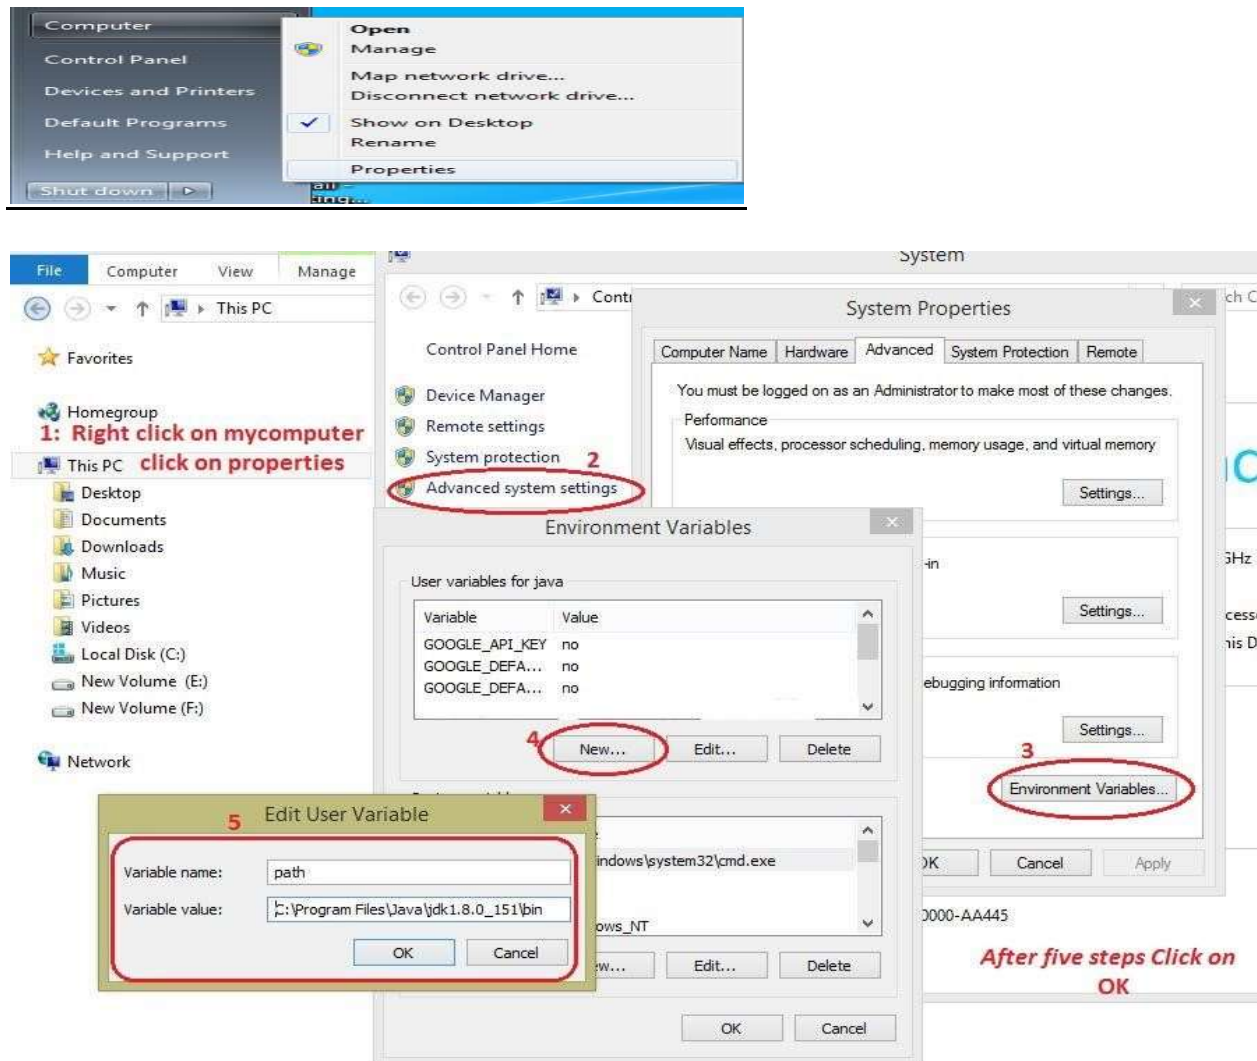 Computer
Control Panel
Devices and Printers
Default Programs
Help and Support
Shut down
Open
Manage
Map network drive...
Disconnect network drive...
Show on Desktop
Rename
Properties
File Computer View Manage
This PC
Favorites
Homegroup
1: Right click on mycomputer
This PC click on properties
Desktop
Documents
Downloads
Music
Pictures
Videos
Local Disk (C:)
New Volume (E:)
New Volume (F:)
Network
System
Control Panel Home
Device Manager
Remote settings
System protection
2
Advanced system settings
System Properties
Computer Name Hardware Advanced System Protection Remote
You must be logged on as an Administrator to make most of these changes.
Performance
Visual effects, processor scheduling, memory usage, and virtual memory
Settings...
Settings...
ebugging information
Settings...
3
Environment Variables...
Cancel Apply
0000-AA445
After five steps Click on
OK
Environment Variables
User variables for java
Variable Value
GOOGLE_API_KEY no
GOOGLE_DEFA... no
GOOGLE_DEFA... no
4
New... Edit... Delete
indows\system32\cmd.exe
ows_NT
Edit... Delete
OK Cancel
5 Edit User Variable
Variable name: path
Variable value: C:\Program Files\Java\jdk1.8.0_151\bin
OK Cancel